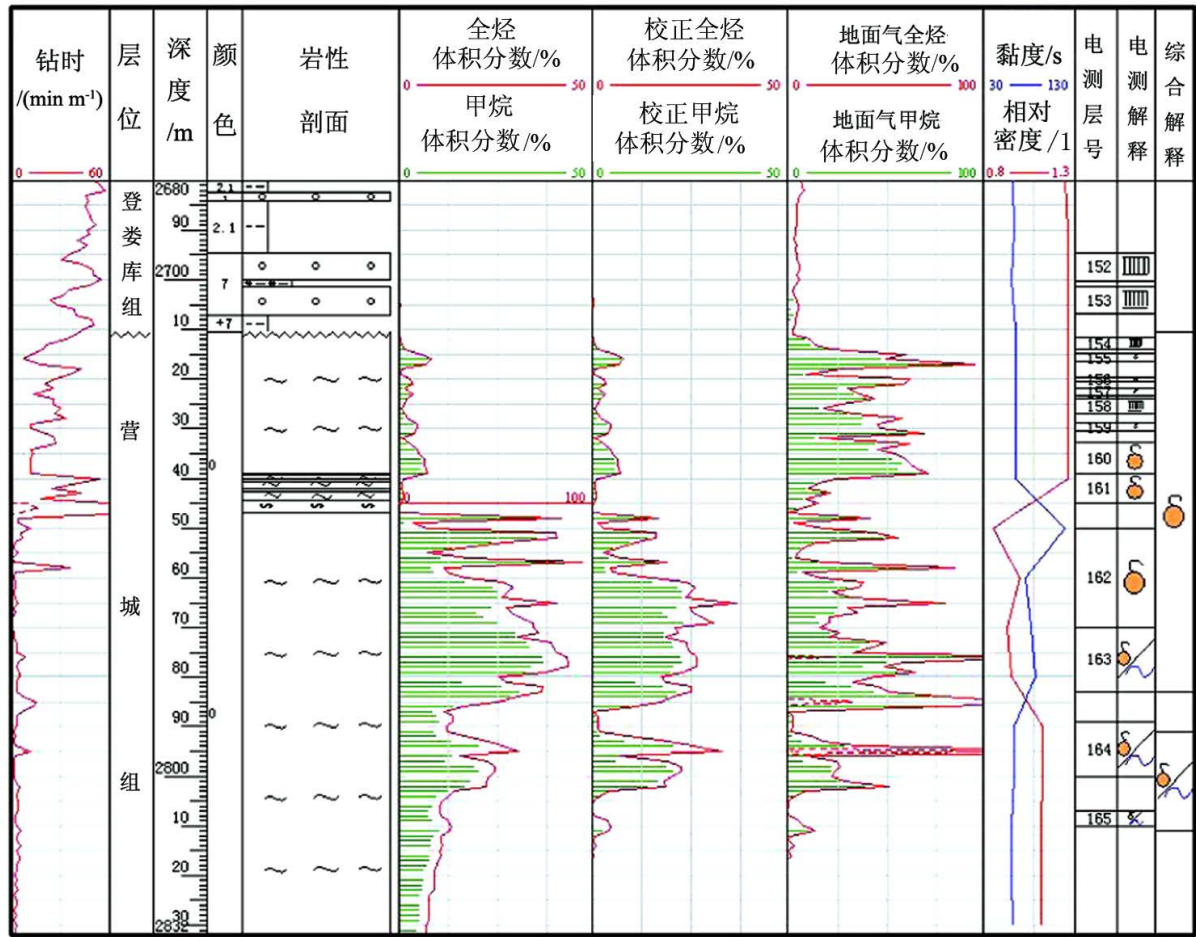 钻时
/(min m⁻¹)
0 60
层
位
深
度
/m
颜
色
岩性
剖面
全烃
体积分数/%
0 50
甲烷
体积分数/%
0 50
校正全烃
体积分数/%
0 50
校正甲烷
体积分数/%
0 50
地面气全烃
体积分数/%
0 100
地面气甲烷
体积分数/%
0 100
黏度/s
30 130
相对
密度/1
0.8 1.3
电
测
层
号
电
测
解
释
综
合
解
释
登
娄
库
组
营
城
组
2680
90
2700
10
20
30
40
50
60
70
80
90
2800
10
20
30
2832
2.1
2.1
7
+7
0
0
S S S
0 100
152
153
154
155
156
157
158
159
160
161
162
163
164
165